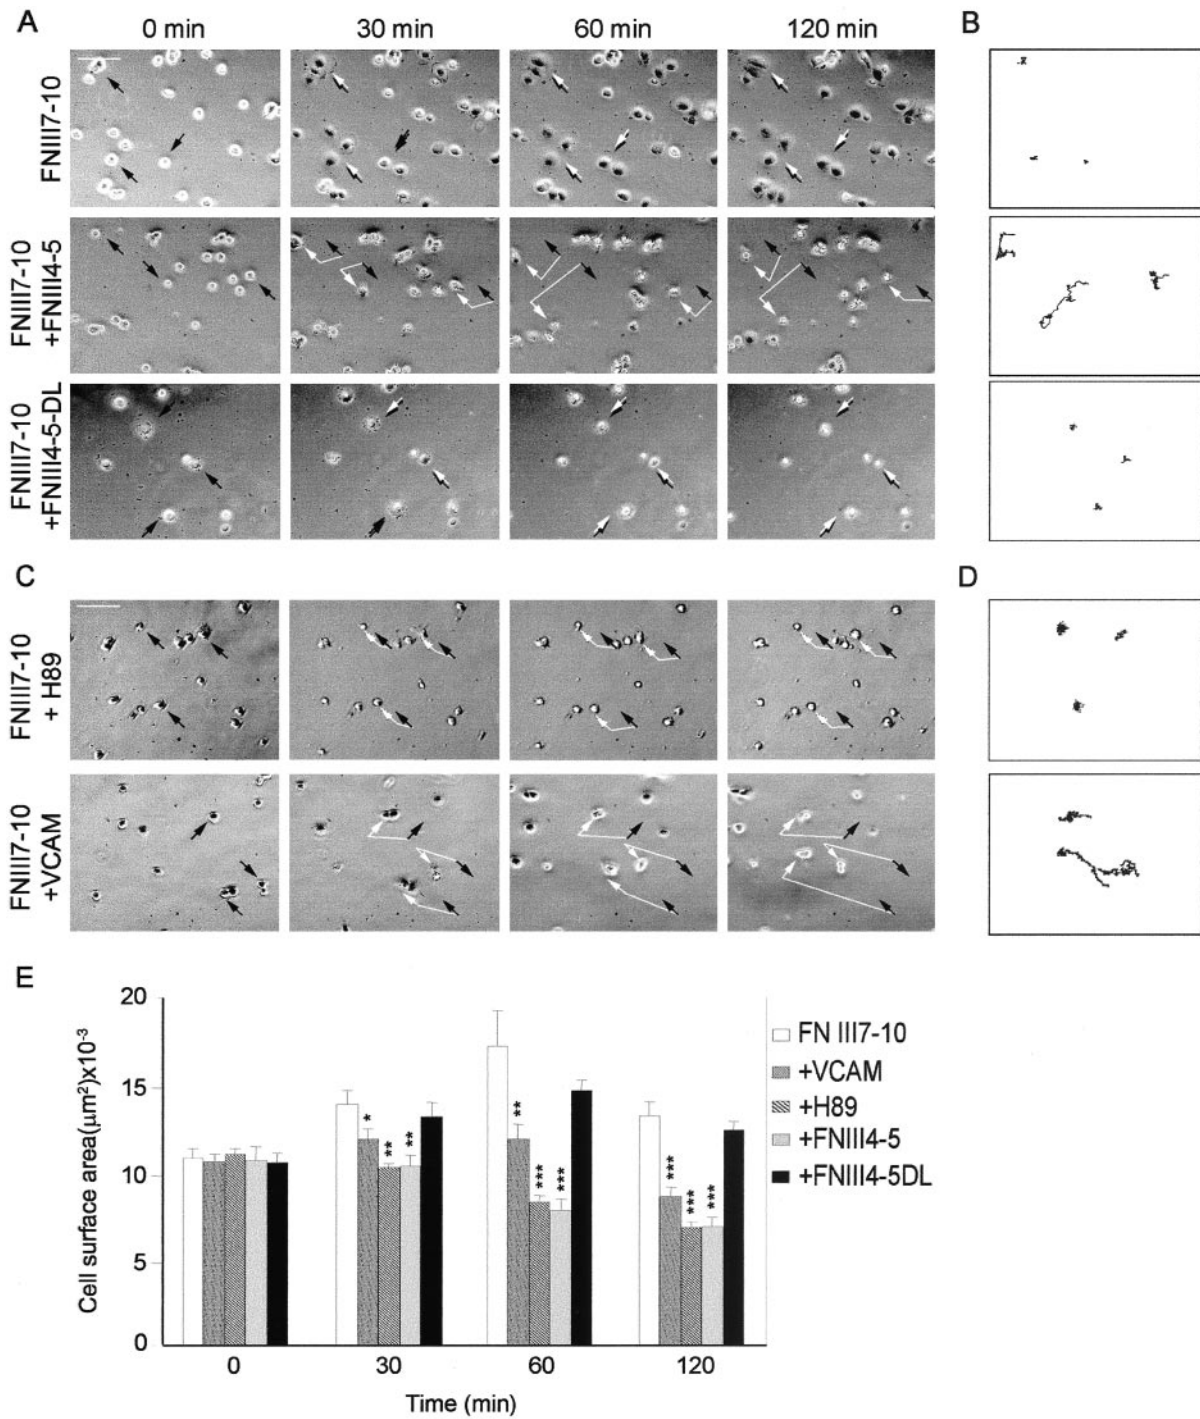 A
0 min
30 min
60 min
120 min
B
FNIII7-10
FNIII7-10
+FNIII4-5
FNIII7-10
+FNIII4-5-DL
C
D
FNIII7-10
+ H89
FNIII7-10
+VCAM
E
Cell surface area(μm²)x10⁻³
20
15
10
5
0
* ** **
** *** ***
*** *** ***
FN III7-10
+VCAM
+H89
+FNIII4-5
+FNIII4-5DL
0
30
60
120
Time (min)